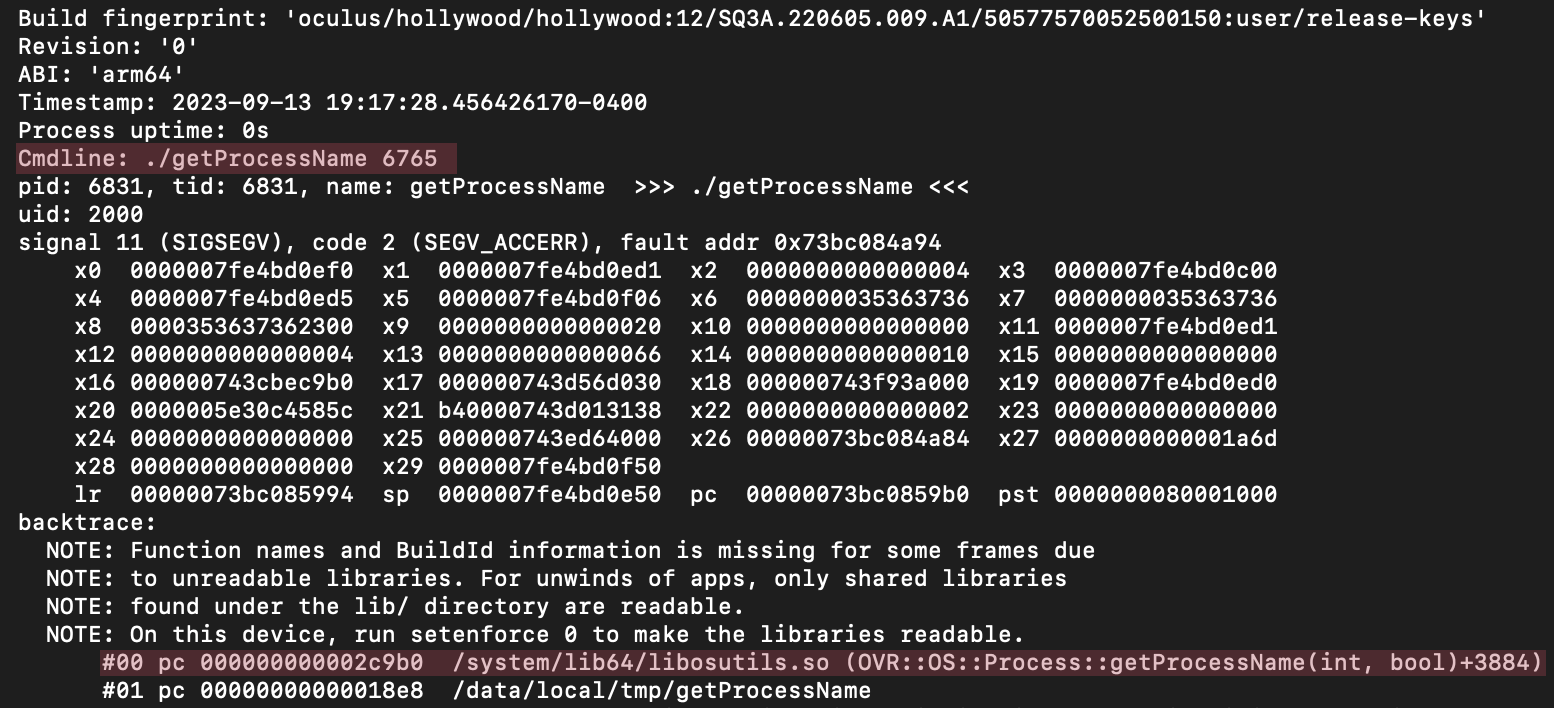 Build fingerprint: 'oculus/hollywood/hollywood:12/SQ3A.220605.009.A1/50577570052500150:user/release-keys'
Revision: '0'
ABI: 'arm64'
Timestamp: 2023-09-13 19:17:28.456426170-0400
Process uptime: 0s
Cmdline: ./getProcessName 6765
pid: 6831, tid: 6831, name: getProcessName  >>> ./getProcessName <<<
uid: 2000
signal 11 (SIGSEGV), code 2 (SEGV_ACCERR), fault addr 0x73bc084a94
    x0  0000007fe4bd0ef0  x1  0000007fe4bd0ed1  x2  0000000000000004  x3  0000007fe4bd0c00
    x4  0000007fe4bd0ed5  x5  0000007fe4bd0f06  x6  0000000035363736  x7  0000000035363736
    x8  0000353637362300  x9  0000000000000020  x10 0000000000000000  x11 0000007fe4bd0ed1
    x12 0000000000000004  x13 0000000000000066  x14 0000000000000010  x15 0000000000000000
    x16 000000743cbec9b0  x17 000000743d56d030  x18 000000743f93a000  x19 0000007fe4bd0ed0
    x20 0000005e30c4585c  x21 b40000743d013138  x22 0000000000000002  x23 0000000000000000
    x24 0000000000000000  x25 000000743ed64000  x26 00000073bc084a84  x27 0000000000001a6d
    x28 0000000000000000  x29 0000007fe4bd0f50
    lr  00000073bc085994  sp  0000007fe4bd0e50  pc  00000073bc0859b0  pst 0000000080001000
backtrace:
  NOTE: Function names and BuildId information is missing for some frames due
  NOTE: to unreadable libraries. For unwinds of apps, only shared libraries
  NOTE: found under the lib/ directory are readable.
  NOTE: On this device, run setenforce 0 to make the libraries readable.
      #00 pc 000000000002c9b0  /system/lib64/libosutils.so (OVR::OS::Process::getProcessName(int, bool)+3884)
      #01 pc 00000000000018e8  /data/local/tmp/getProcessName